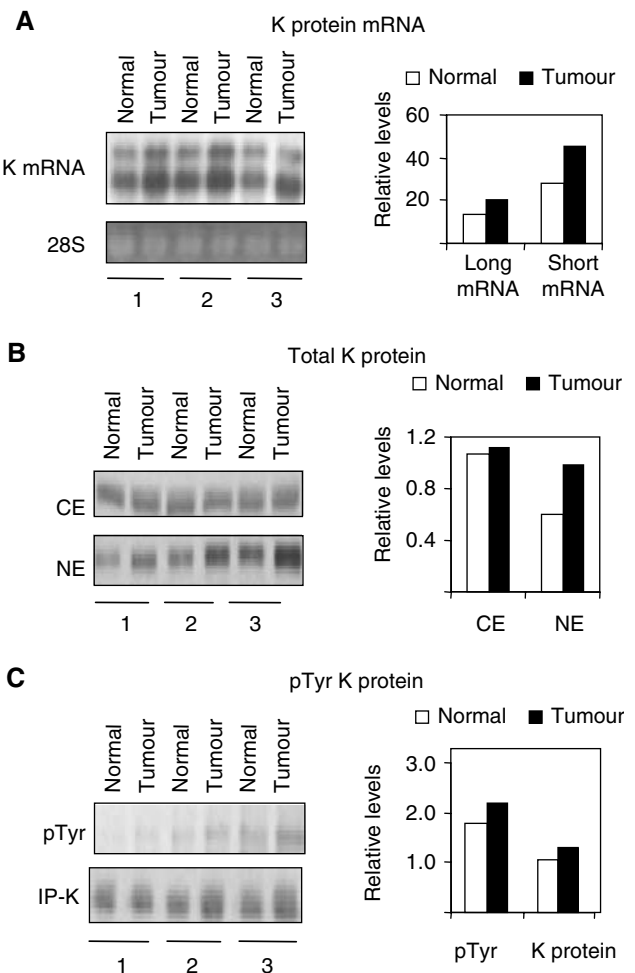 A
K protein mRNA
Normal Tumour Normal Tumour Normal Tumour
K mRNA
28S
1 2 3
Normal Tumour
Relative levels
60
40
20
Long mRNA
Short mRNA
B
Total K protein
Normal Tumour Normal Tumour Normal Tumour
CE
NE
1 2 3
Normal Tumour
Relative levels
1.2
0.8
0.4
CE NE
C
pTyr K protein
Normal Tumour Normal Tumour Normal Tumour
pTyr
IP-K
1 2 3
Normal Tumour
Relative levels
3.0
2.0
1.0
pTyr K protein